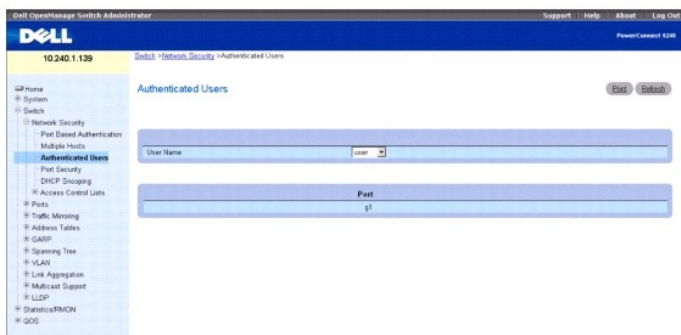 Dell OpenManage Switch Administrator
Support Help About Log Out
DELL
PowerConnect 6248
10.240.1.139
Switch > Network Security > Authenticated Users
Home
System
Switch
Network Security
Port Based Authentication
Multiple Hosts
Authenticated Users
Port Security
DHCP Snooping
Access Control Lists
Ports
Traffic Mirroring
Address Tables
GARP
Spanning Tree
VLAN
Link Aggregation
Multicast Support
LLDP
Statistics/RMON
QOS
Authenticated Users
Print Refresh
User Name user
Port
g1